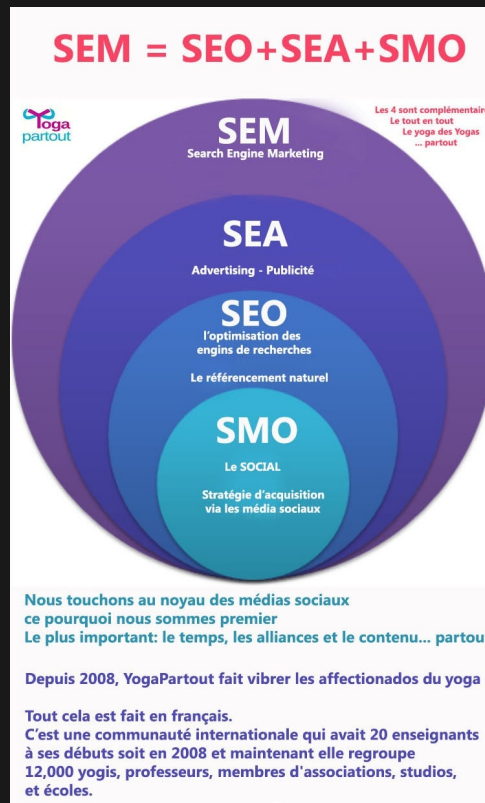 SEM = SEO+SEA+SMO
Yoga
partout
Les 4 sont complémentaire
Le tout en tout
Le yoga des Yogas
... partout
SEM
Search Engine Marketing
SEA
Advertising - Publicité
SEO
l'optimisation des
engins de recherches
Le référencement naturel
SMO
Le SOCIAL
Stratégie d'acquisition
via les média sociaux
Nous touchons au noyau des médias sociaux
ce pourquoi nous sommes premier
Le plus important: le temps, les alliances et le contenu... partou
Depuis 2008, YogaPartout fait vibrer les affectionados du yoga
Tout cela est fait en français.
C'est une communauté internationale qui avait 20 enseignants
à ses débuts soit en 2008 et maintenant elle regroupe
12,000 yogis, professeurs, membres d'associations, studios,
et écoles.